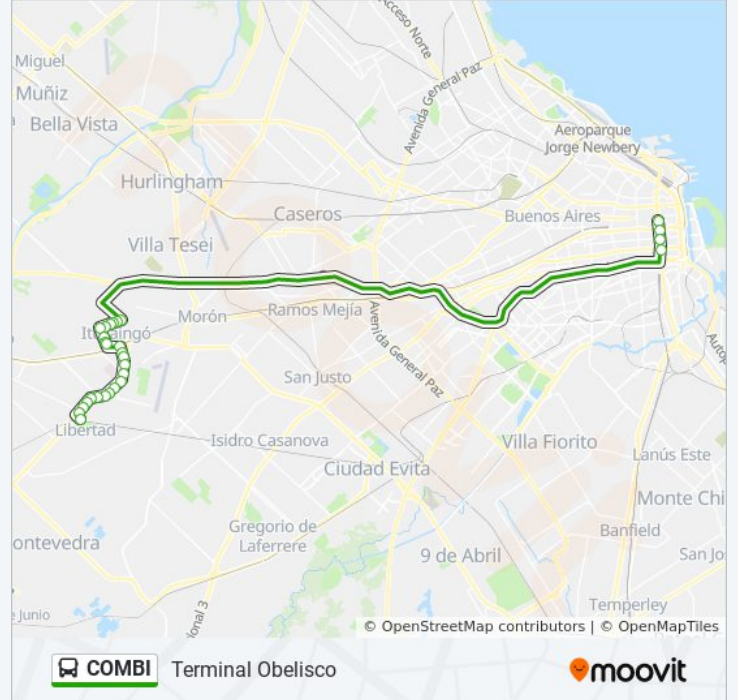 Acceso Norte
Miguel
Muñiz
Bella Vista
Avenida General Paz
Aeroparque
Jorge Newbery
Hurlingham
Caseros
Buenos Aires
Villa Tesei
Morón
Ramos Mejía
Avenida General Paz
San Justo
Libertad
Isidro Casanova
Villa Fiorito
Lanús Este
Ciudad Evita
Monte Chi
Gregorio de
Laferrere
ontevedra
Banfield
9 de Abril
San Jo
e Junio
Temperley
onal 3
© OpenStreetMap contributors | © OpenMapTiles
COMBI
Terminal Obelisco
moovit